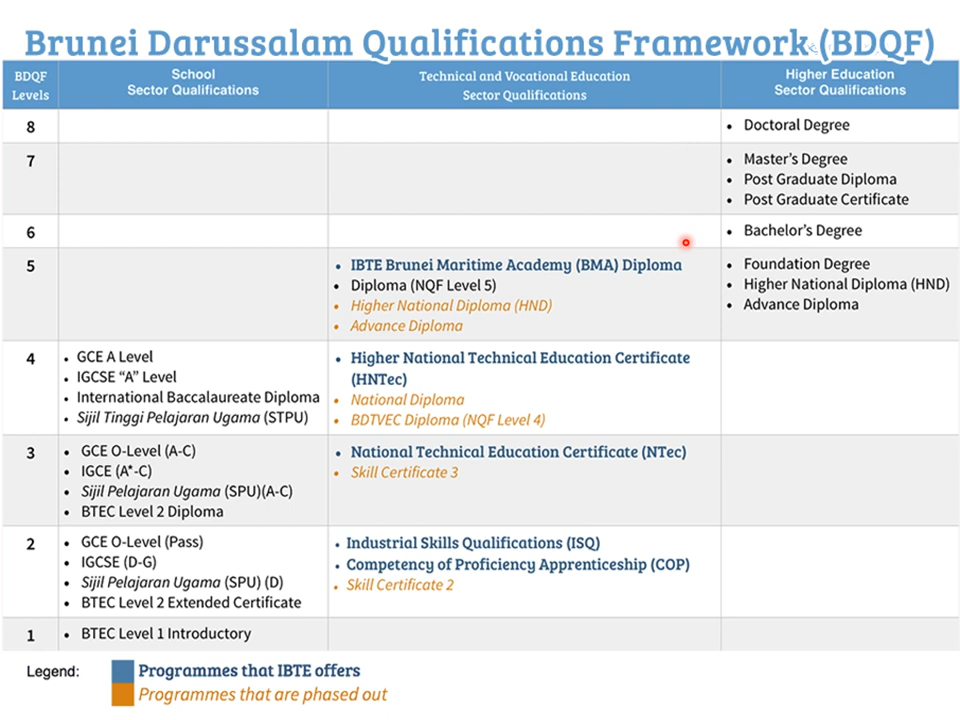 Brunei Darussalam Qualifications Framework (BDQF)
BDQF Levels
School Sector Qualifications
Technical and Vocational Education Sector Qualifications
Higher Education Sector Qualifications
8
• Doctoral Degree
7
• Master's Degree
• Post Graduate Diploma
• Post Graduate Certificate
6
• Bachelor's Degree
5
• IBTE Brunei Maritime Academy (BMA) Diploma
• Diploma (NQF Level 5)
• Higher National Diploma (HND)
• Advance Diploma
• Foundation Degree
• Higher National Diploma (HND)
• Advance Diploma
4
• GCE A Level
• IGCSE “A” Level
• International Baccalaureate Diploma
• Sijil Tinggi Pelajaran Ugama (STPU)
• Higher National Technical Education Certificate
(HNTec)
• National Diploma
• BDTVEC Diploma (NQF Level 4)
3
• GCE O-Level (A-C)
• IGCE (A*-C)
• Sijil Pelajaran Ugama (SPU)(A-C)
• BTEC Level 2 Diploma
• National Technical Education Certificate (NTec)
• Skill Certificate 3
2
• GCE O-Level (Pass)
• IGCSE (D-G)
• Sijil Pelajaran Ugama (SPU) (D)
• BTEC Level 2 Extended Certificate
• Industrial Skills Qualifications (ISQ)
• Competency of Proficiency Apprenticeship (COP)
• Skill Certificate 2
1
• BTEC Level 1 Introductory
Legend:
Programmes that IBTE offers
Programmes that are phased out